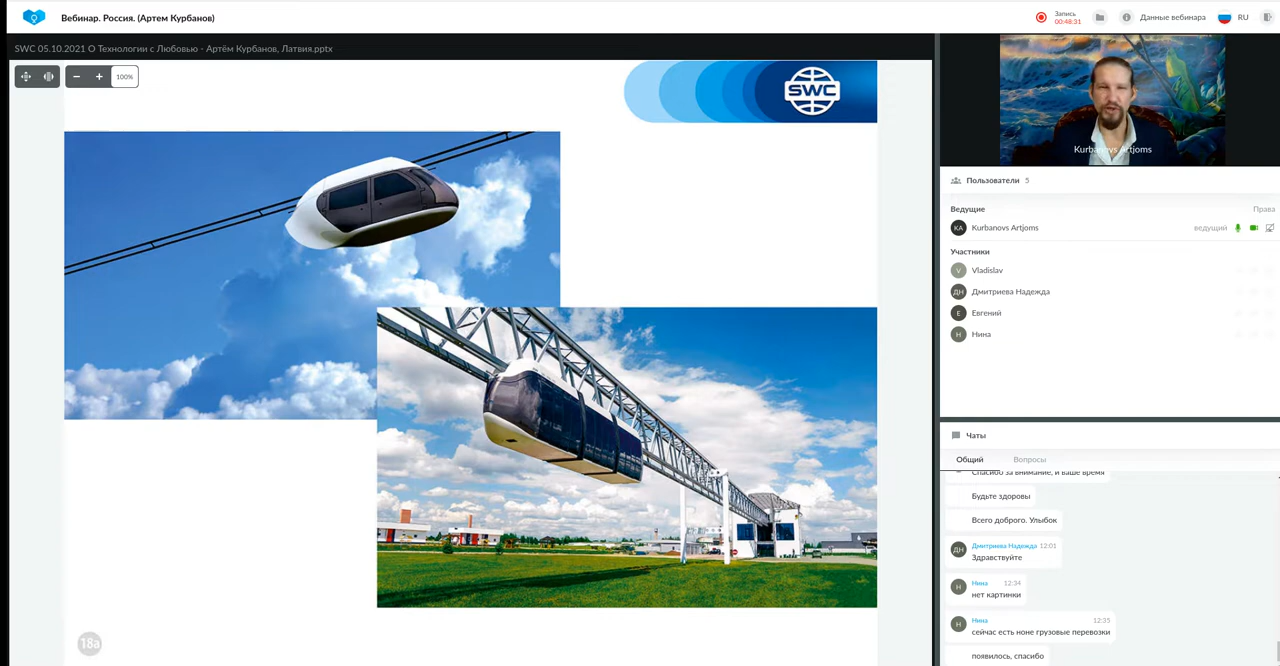 Вебинар. Россия. (Артем Курбанов)
Запись
00:48:31
Данные вебинара
RU
SWC 05.10.2021 О Технологии с Любовью - Артём Курбанов, Латвия.pptx
100%
SWC
Kurbanovs Artjoms
Пользователи 5
Ведущие
Права
KA
Kurbanovs Artjoms
ведущий
Участники
V
Vladislav
ДН
Дмитриева Надежда
Е
Евгений
Н
Нина
Чаты
Общий
Вопросы
Спасибо за внимание, и ваше время
Будьте здоровы
Всего доброго. Улыбок
ДН
Дмитриева Надежда 12:01
Здравствуйте
Н
Нина 12:34
нет картинки
Н
Нина 12:35
сейчас есть ноне грузовые перевозки
появилось, спасибо
18a